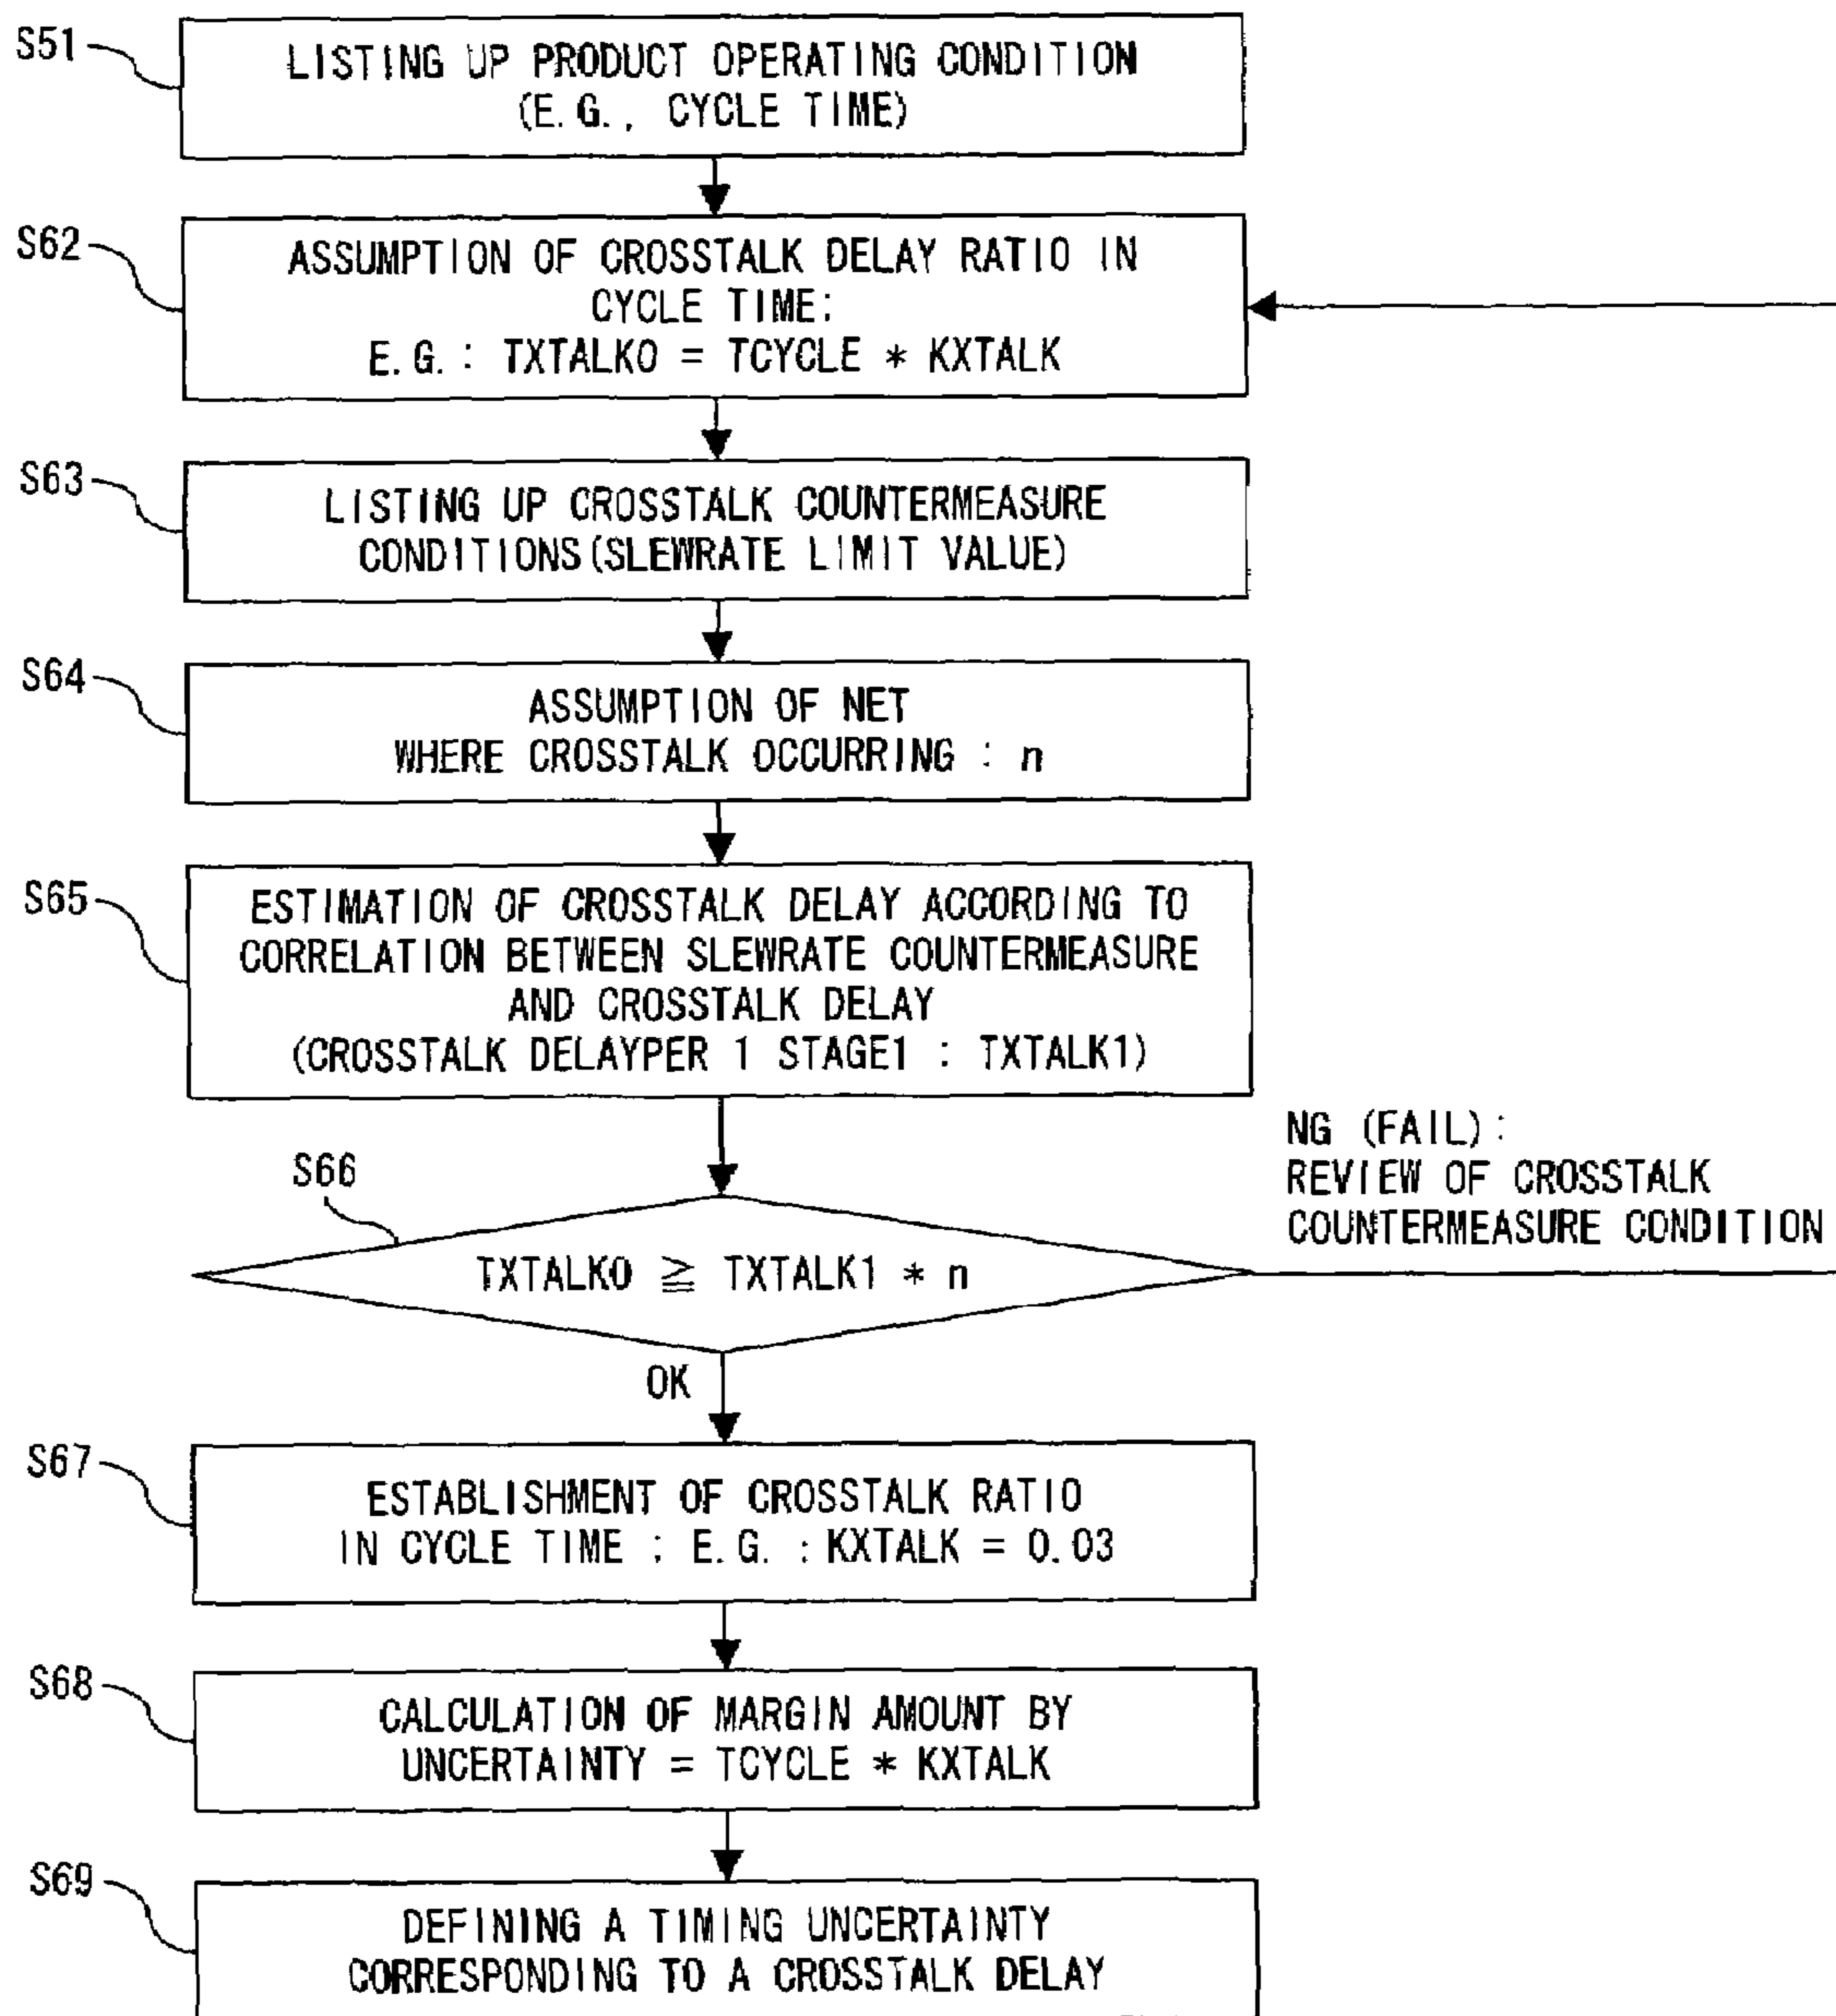 S51
LISTING UP PRODUCT OPERATING CONDITION
(E.G., CYCLE TIME)
S62
ASSUMPTION OF CROSSTALK DELAY RATIO IN
CYCLE TIME:
E.G.: TXTALK0 = TCYCLE * KXTALK
S63
LISTING UP CROSSTALK COUNTERMEASURE
CONDITIONS(SLEWRATE LIMIT VALUE)
S64
ASSUMPTION OF NET
WHERE CROSSTALK OCCURRING : n
S65
ESTIMATION OF CROSSTALK DELAY ACCORDING TO
CORRELATION BETWEEN SLEWRATE COUNTERMEASURE
AND CROSSTALK DELAY
(CROSSTALK DELAYPER 1 STAGE1 : TXTALK1)
S66
TXTALK0 ≧ TXTALK1 * n
NG (FAIL):
REVIEW OF CROSSTALK
COUNTERMEASURE CONDITION
OK
S67
ESTABLISHMENT OF CROSSTALK RATIO
IN CYCLE TIME : E.G. : KXTALK = 0.03
S68
CALCULATION OF MARGIN AMOUNT BY
UNCERTAINTY = TCYCLE * KXTALK
S69
DEFINING A TIMING UNCERTAINTY
CORRESPONDING TO A CROSSTALK DELAY